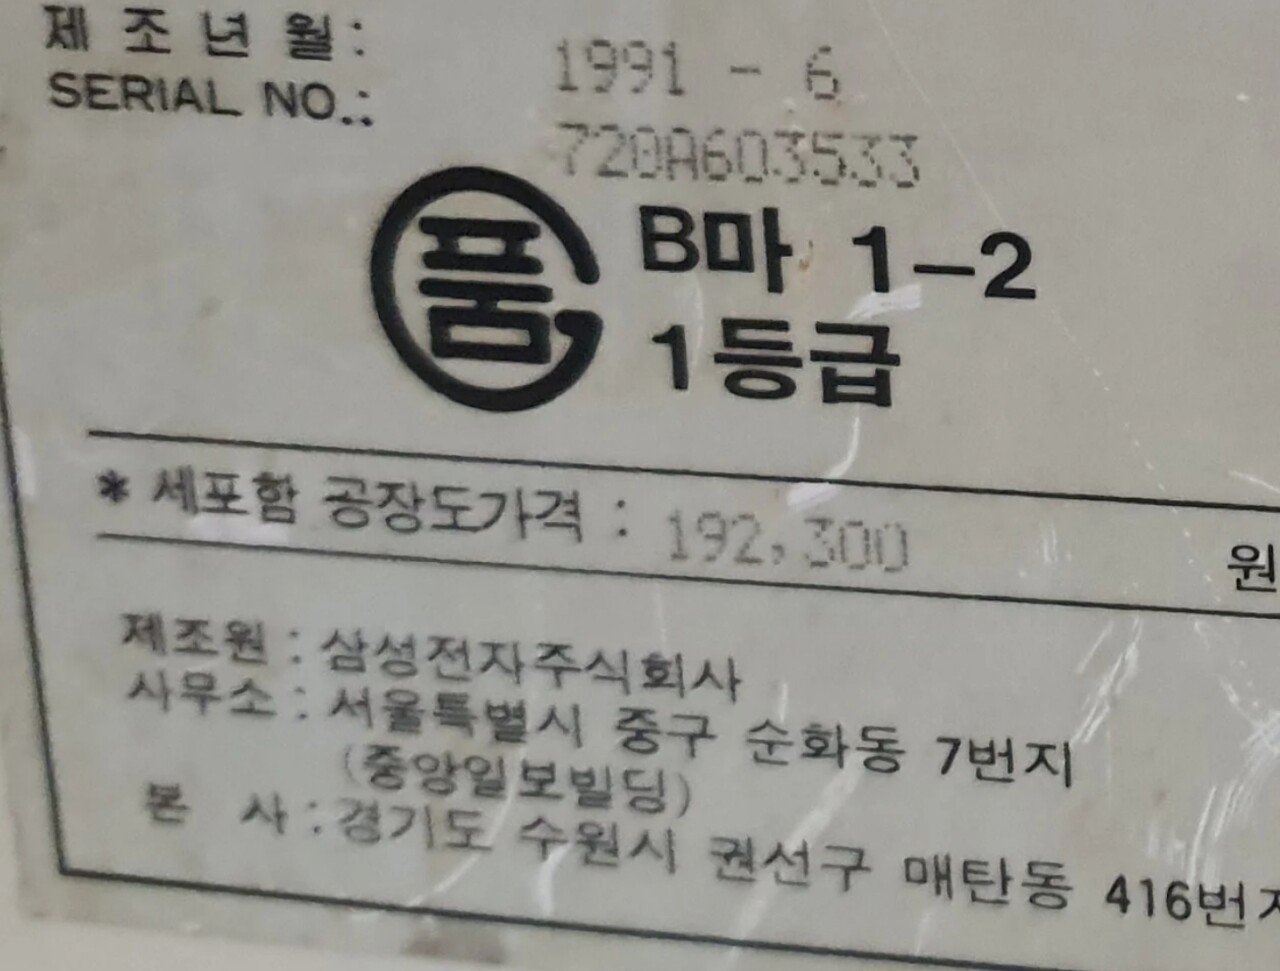 제 조 년 월: 1991 - 6
SERIAL NO.: 720A603533
품 B마 1-2
1등급
* 세포함 공장도가격 : 192,300 원
제조원 : 삼성전자주식회사
사무소 : 서울특별시 중구 순화동 7번지
(중앙일보빌딩)
본 사 : 경기도 수원시 권선구 매탄동 416번지